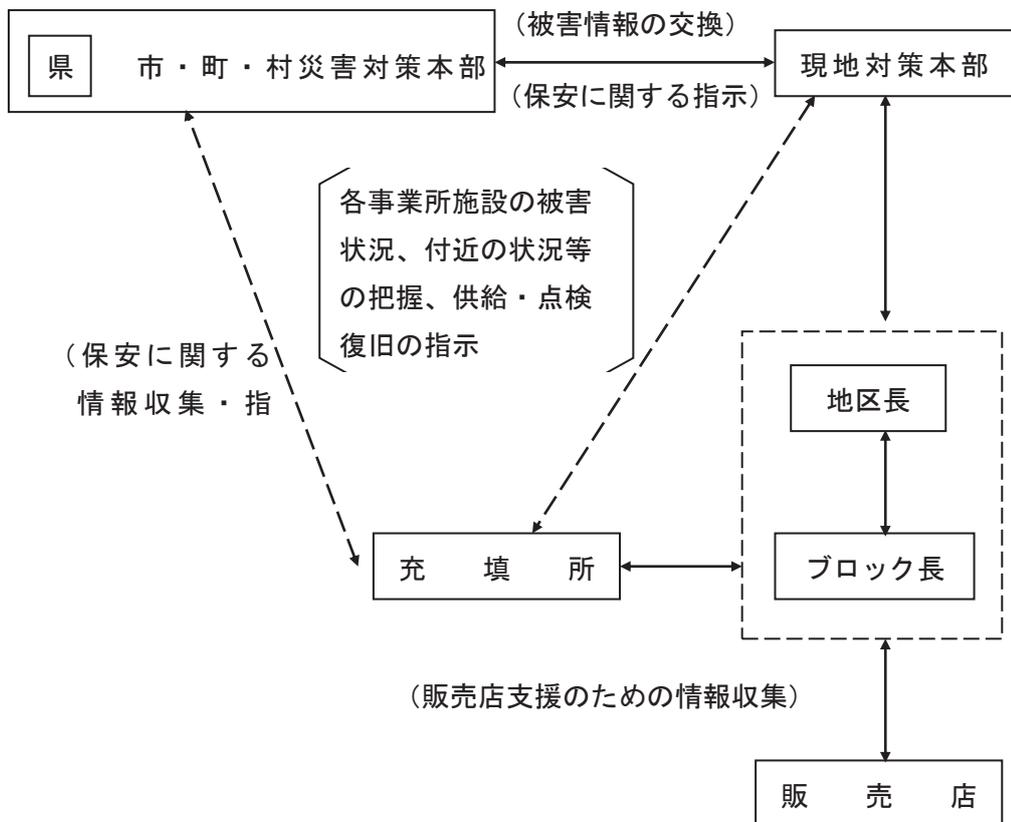 （被害情報の交換）
県　市・町・村災害対策本部
現地対策本部
（保安に関する指示）
各事業所施設の被害
状況、付近の状況等
の把握、供給・点検
復旧の指示
（保安に関する
情報収集・指
地区長
充　填　所
ブロック長
（販売店支援のための情報収集）
販　売　店